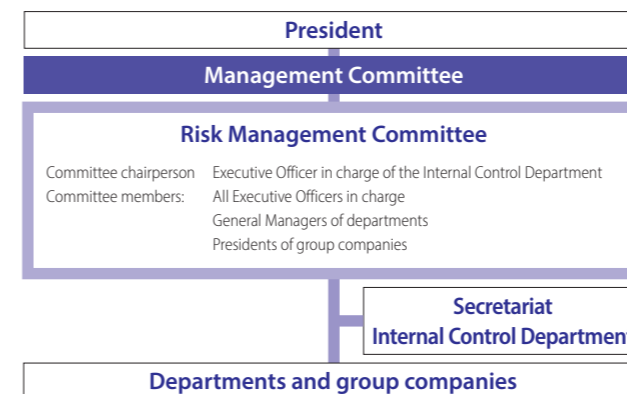 President
Management Committee
Risk Management Committee
Committee chairperson Executive Officer in charge of the Internal Control Department
Committee members: All Executive Officers in charge
General Managers of departments
Presidents of group companies
Secretariat
Internal Control Department
Departments and group companies